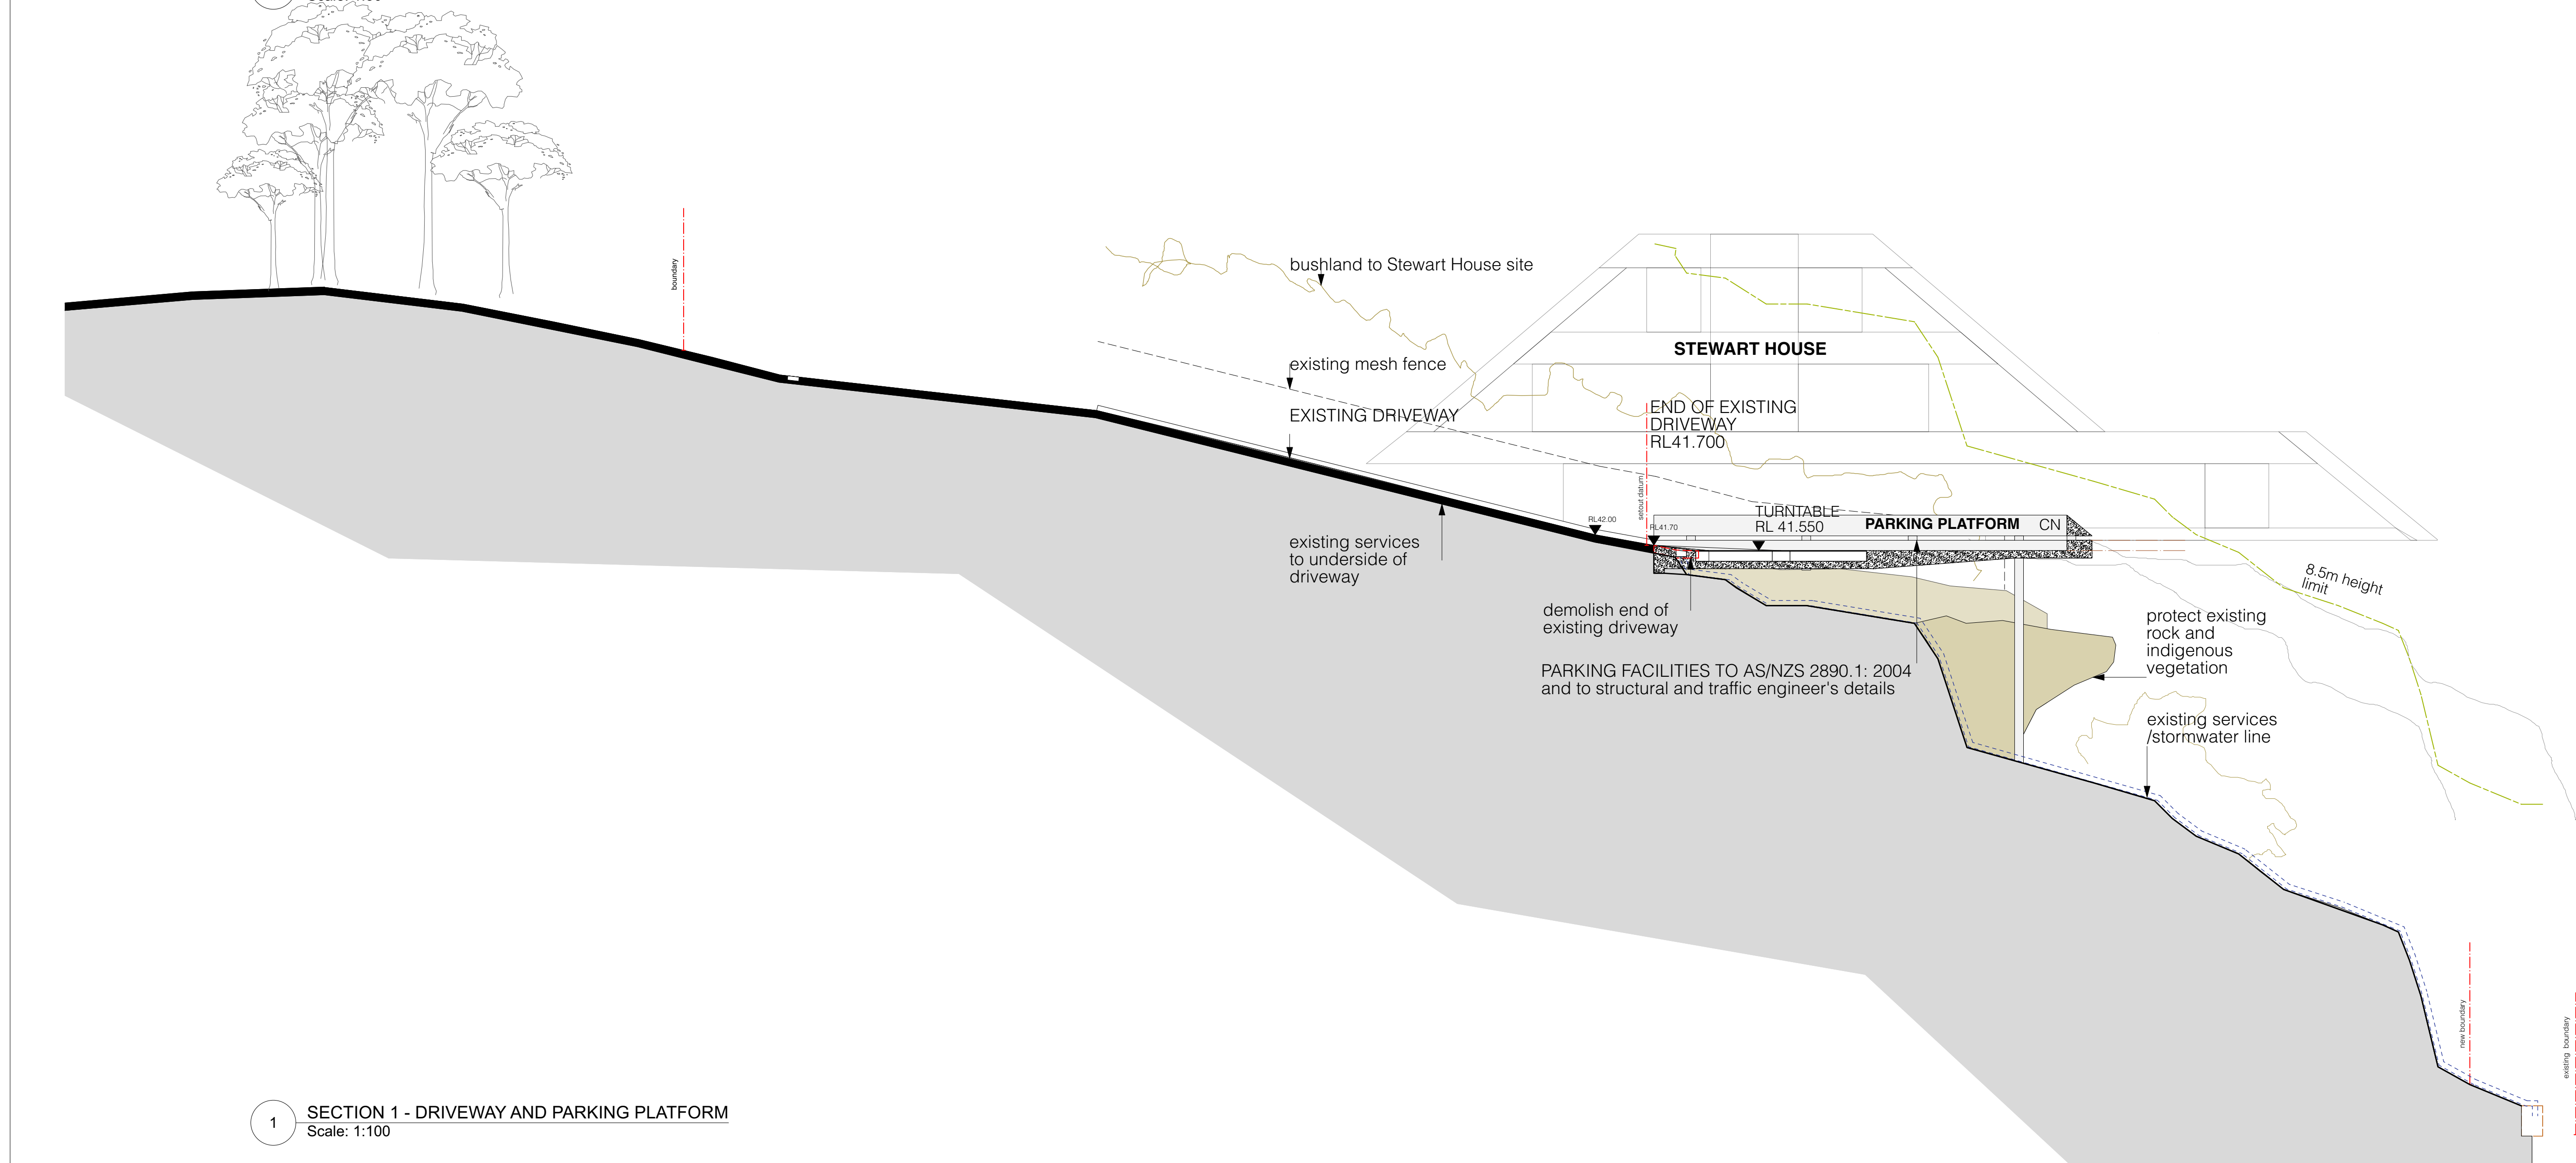 boundary
bushland to Stewart House site
STEWART HOUSE
existing mesh fence
EXISTING DRIVEWAY
END OF EXISTING
DRIVEWAY
RL41.700
setout datum
RL42.00
RL41.70
TURNTABLE
RL 41.550
PARKING PLATFORM
CN
existing services
to underside of
driveway
8.5m height
limit
demolish end of
existing driveway
protect existing
rock and
indigenous
vegetation
PARKING FACILITIES TO AS/NZS 2890.1: 2004
and to structural and traffic engineer's details
existing services
/stormwater line
new boundary
existing boundary
1
SECTION 1 - DRIVEWAY AND PARKING PLATFORM
Scale: 1:100